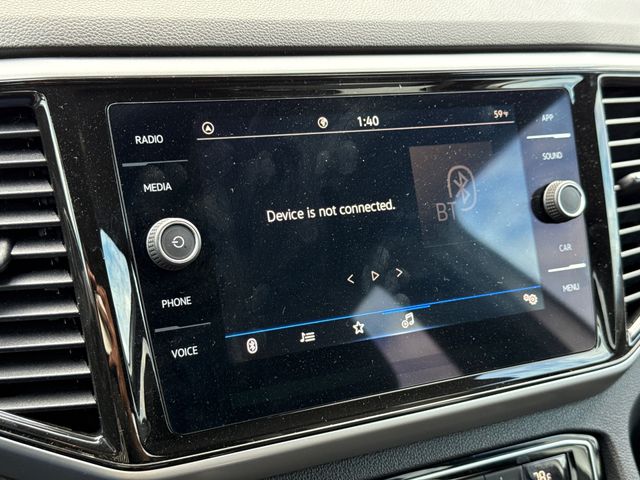 RADIO
MEDIA
PHONE
VOICE
1:40
59°F
Device is not connected.
BT
APP
SOUND
CAR
MENU